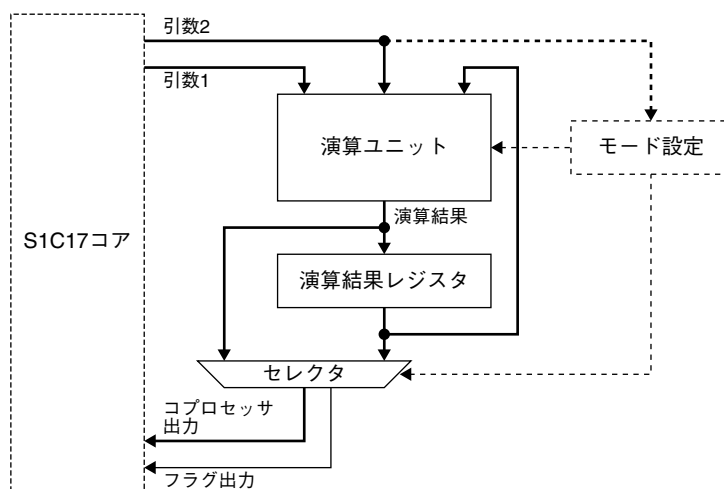 引数2
引数1
演算ユニット
モード設定
演算結果
S1C17コア
演算結果レジスタ
セレクタ
コプロセッサ
出力
フラグ出力